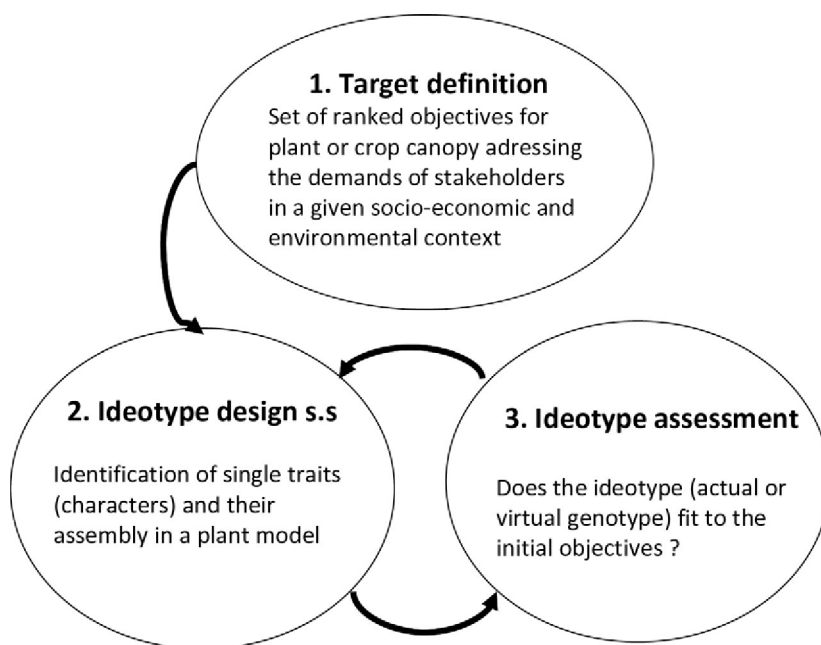 1. Target definition
Set of ranked objectives for
plant or crop canopy adressing
the demands of stakeholders
in a given socio-economic and
environmental context
2. Ideotype design s.s
Identification of single traits
(characters) and their
assembly in a plant model
3. Ideotype assessment
Does the ideotype (actual or
virtual genotype) fit to the
initial objectives ?